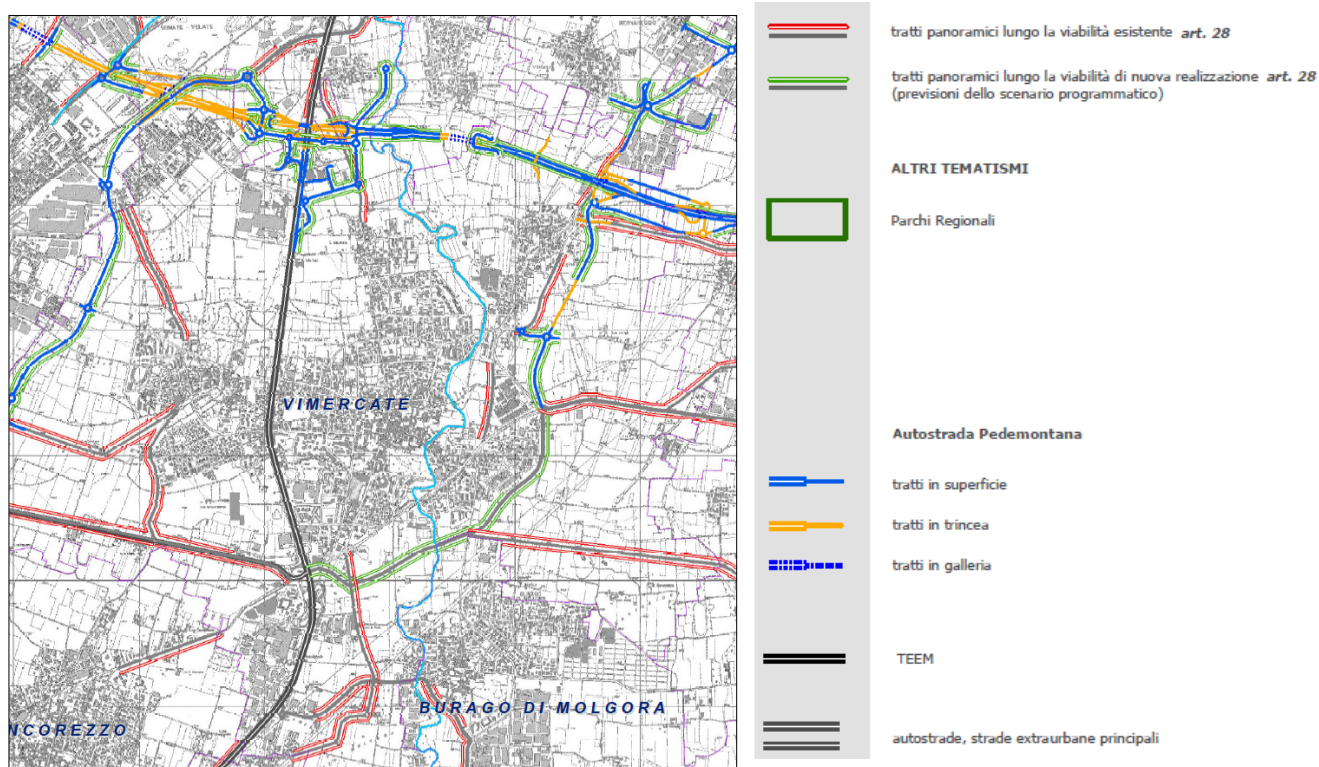 VIMERCATE
BURAGO DI MOLGORA
NCOREZZO
tratti panoramici lungo la viabilità esistente art. 28
tratti panoramici lungo la viabilità di nuova realizzazione art. 28
(previsioni dello scenario programmatico)
ALTRI TEMATISMI
Parchi Regionali
Autostrada Pedemontana
tratti in superficie
tratti in trincea
tratti in galleria
TEEM
autostrade, strade extraurbane principali